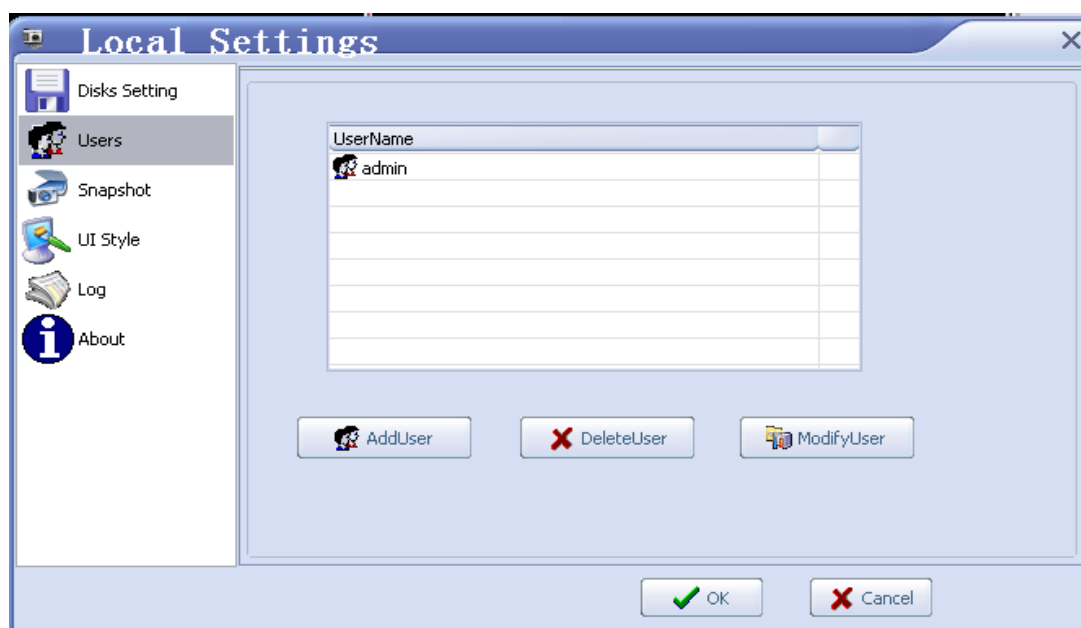 Local Settings
Disks Setting
Users
Snapshot
UI Style
Log
About
UserName
admin
AddUser
DeleteUser
ModifyUser
OK
Cancel